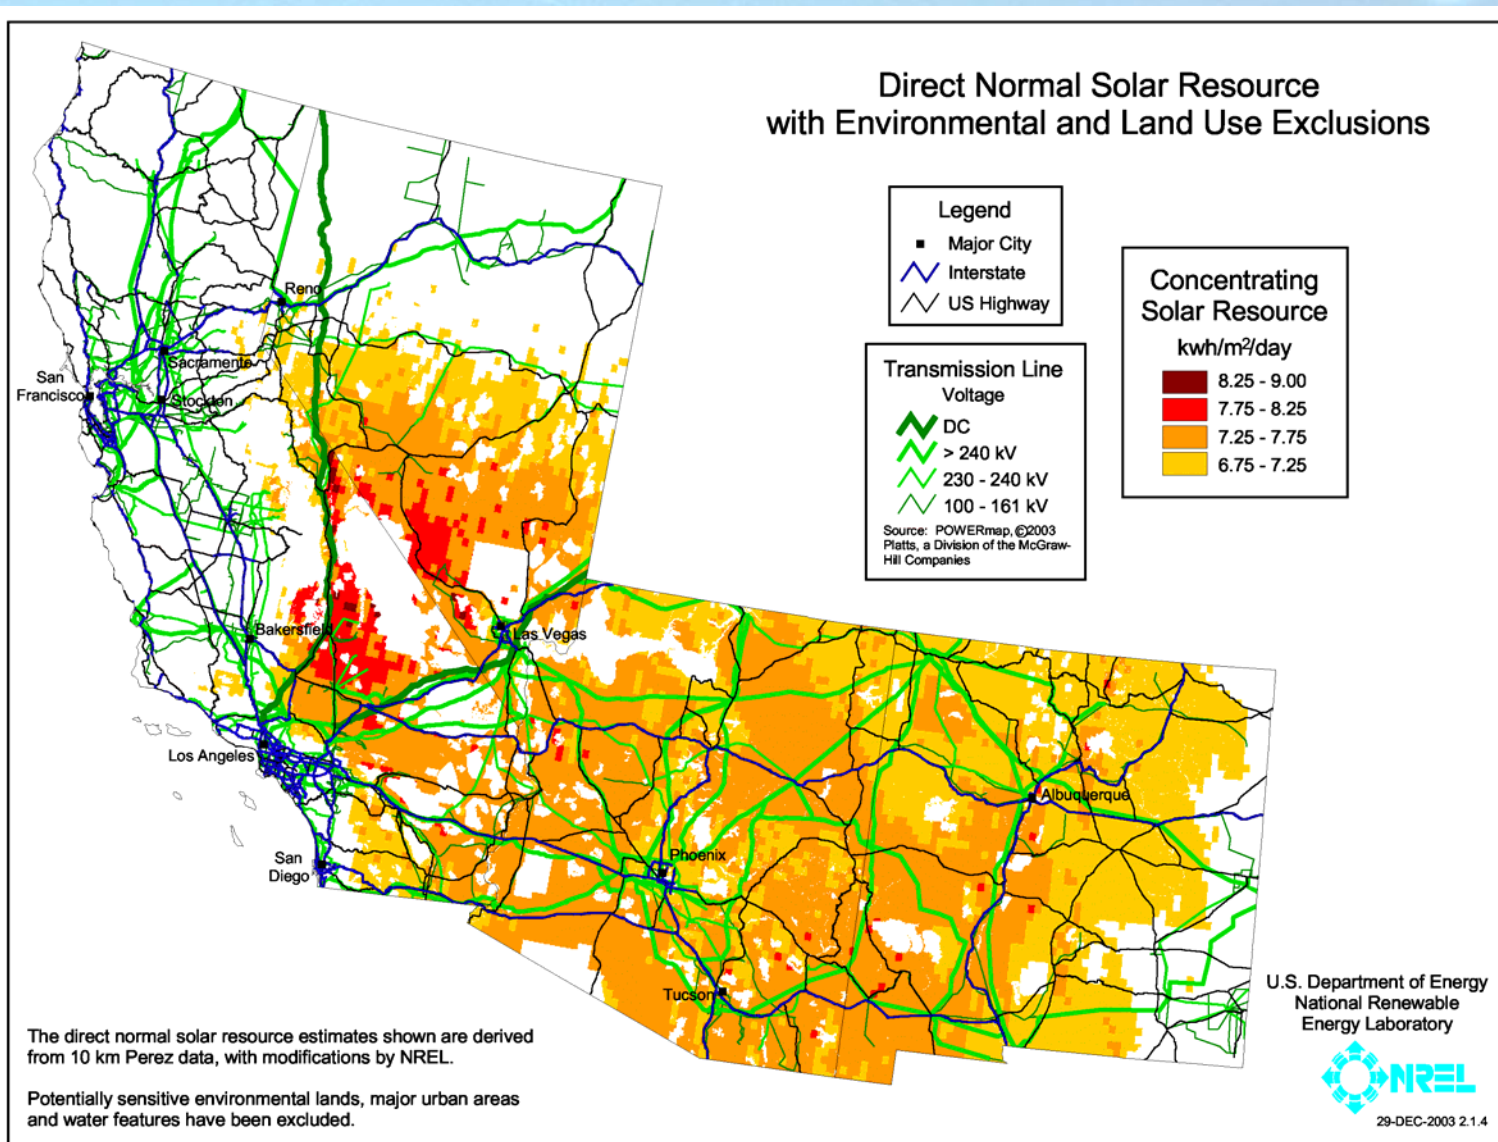 Direct Normal Solar Resource
with Environmental and Land Use Exclusions
Legend
Major City
Interstate
US Highway
Concentrating
Solar Resource
kwh/m²/day
8.25 - 9.00
7.75 - 8.25
7.25 - 7.75
6.75 - 7.25
Transmission Line
Voltage
DC
> 240 kV
230 - 240 kV
100 - 161 kV
Source: POWERmap, ©2003
Platts, a Division of the McGraw-
Hill Companies
Reno
Sacramento
San
Francisco
Stockton
Bakersfield
Las Vegas
Los Angeles
Albuquerque
San
Diego
Phoenix
Tucson
The direct normal solar resource estimates shown are derived
from 10 km Perez data, with modifications by NREL.
Potentially sensitive environmental lands, major urban areas
and water features have been excluded.
U.S. Department of Energy
National Renewable
Energy Laboratory
NREL
29-DEC-2003 2.1.4